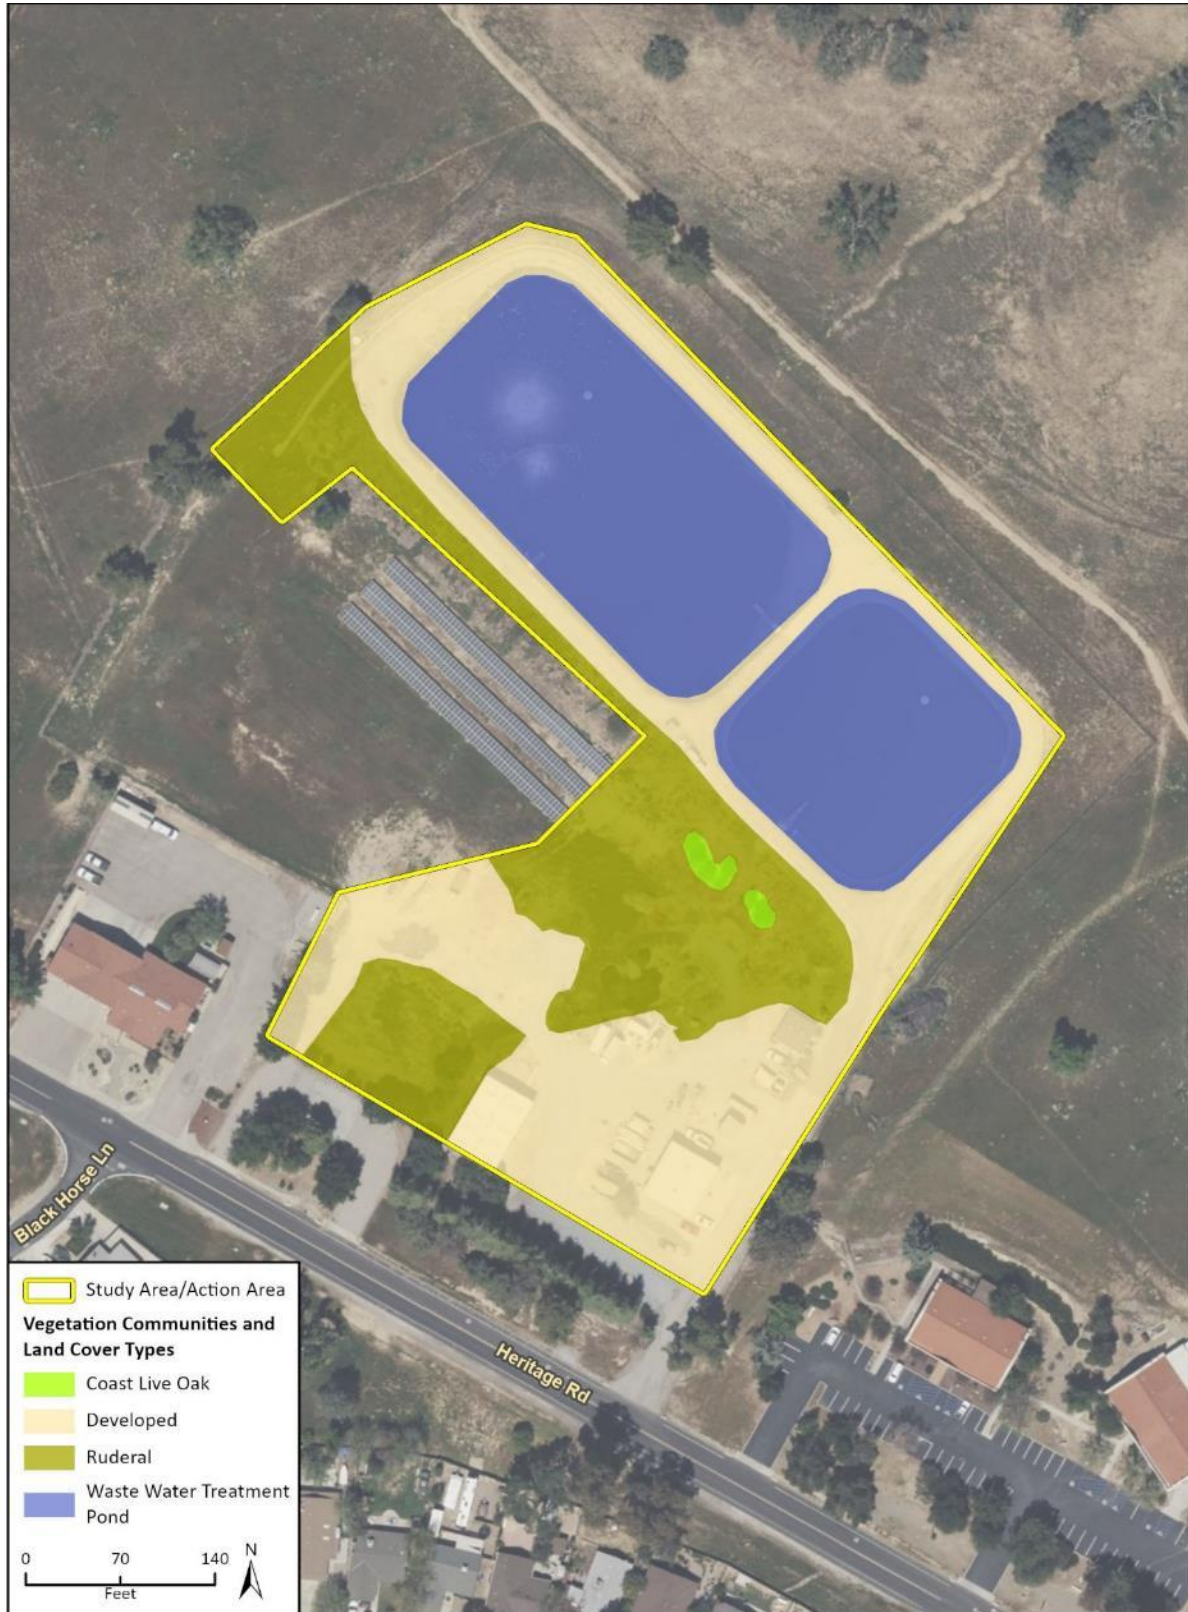 Black Horse Ln
Heritage Rd
Study Area/Action Area
Vegetation Communities and
Land Cover Types
Coast Live Oak
Developed
Ruderal
Waste Water Treatment
Pond
N
0 70 140
Feet